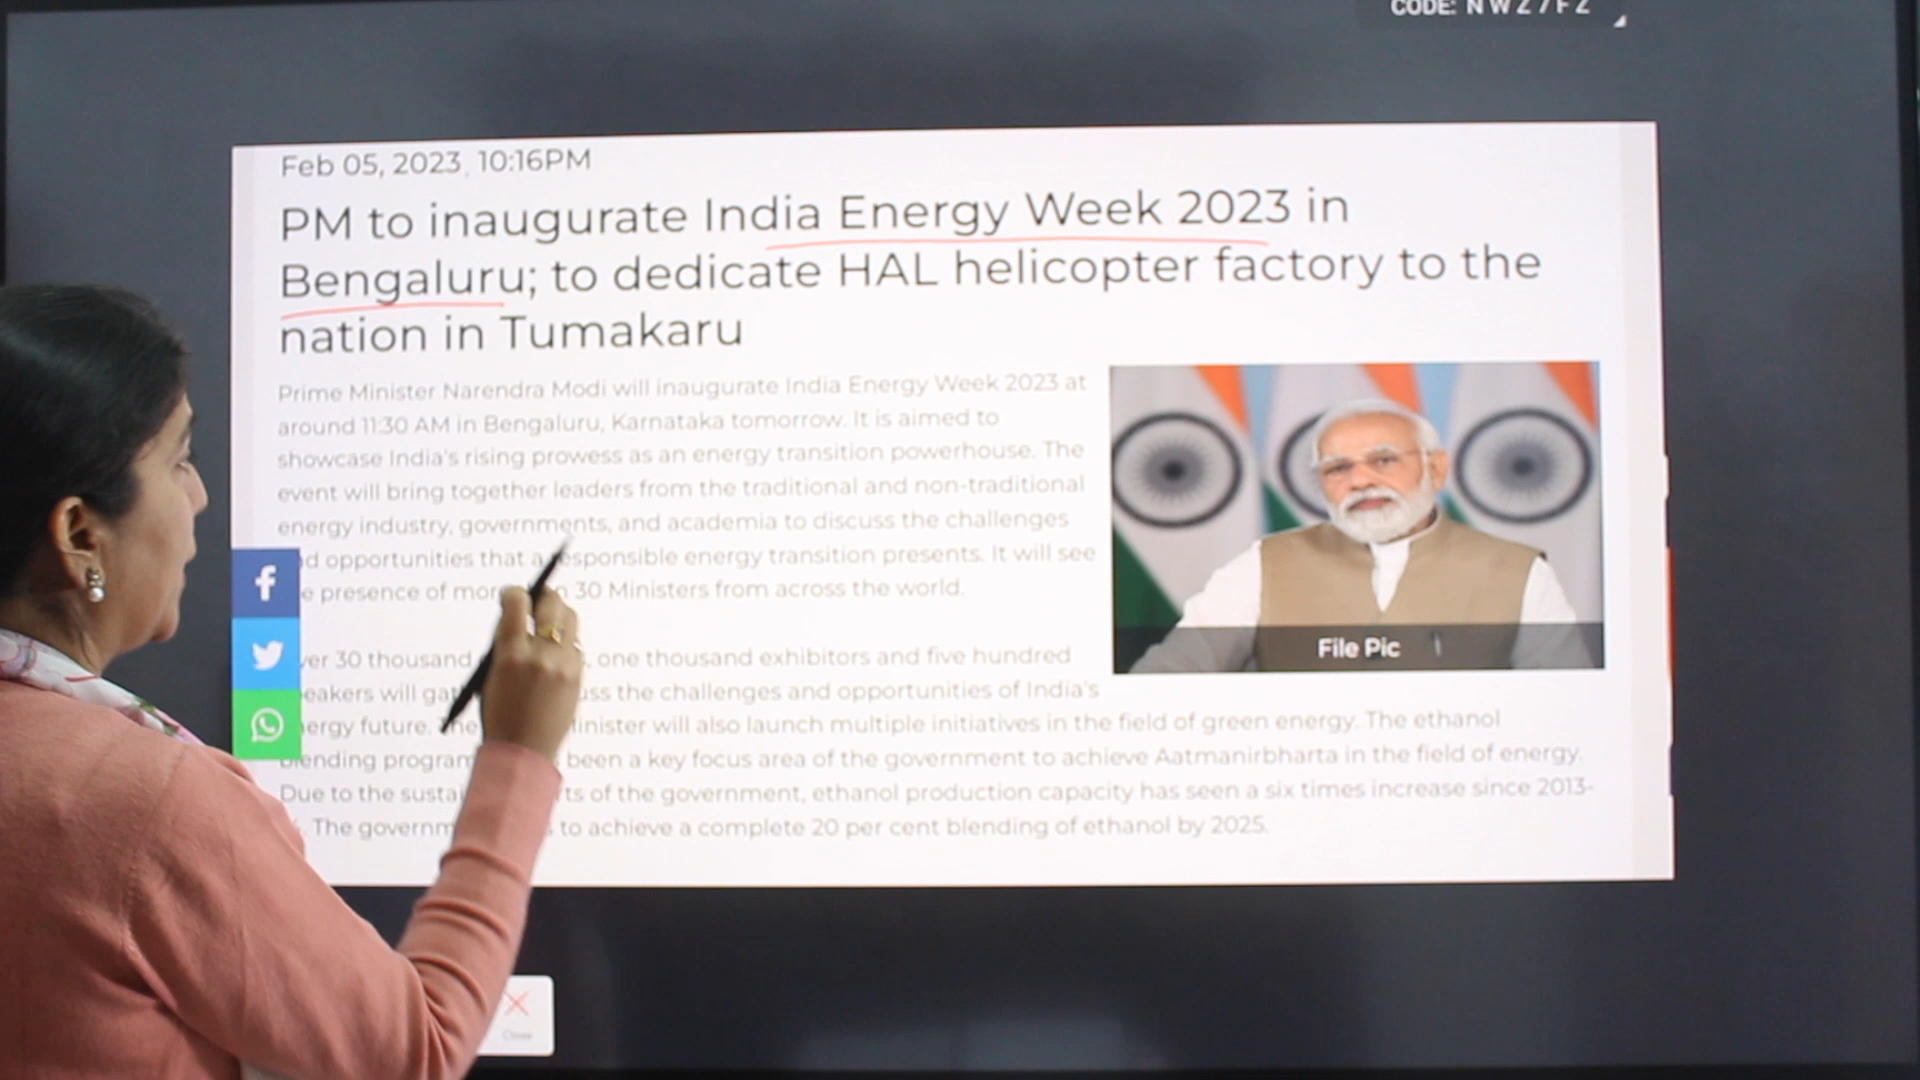 CODE: NWZ7FZ
Feb 05, 2023, 10:16PM
PM to inaugurate India Energy Week 2023 in
Bengaluru; to dedicate HAL helicopter factory to the
nation in Tumakaru
Prime Minister Narendra Modi will inaugurate India Energy Week 2023 at
around 11:30 AM in Bengaluru, Karnataka tomorrow. It is aimed to
showcase India's rising prowess as an energy transition powerhouse. The
event will bring together leaders from the traditional and non-traditional
energy industry, governments, and academia to discuss the challenges
opportunities that a responsible energy transition presents. It will see
presence of 30 Ministers from across the world.
30 thousand one thousand exhibitors and five hundred
will the challenges and opportunities of India's
future. will also launch multiple initiatives in the field of green energy. The ethanol
been a key focus area of the government to achieve Aatmanirbharta in the field of energy.
Due to the of the government, ethanol production capacity has seen a six times increase since 2013-
The to achieve a complete 20 per cent blending of ethanol by 2025.
File Pic
Close